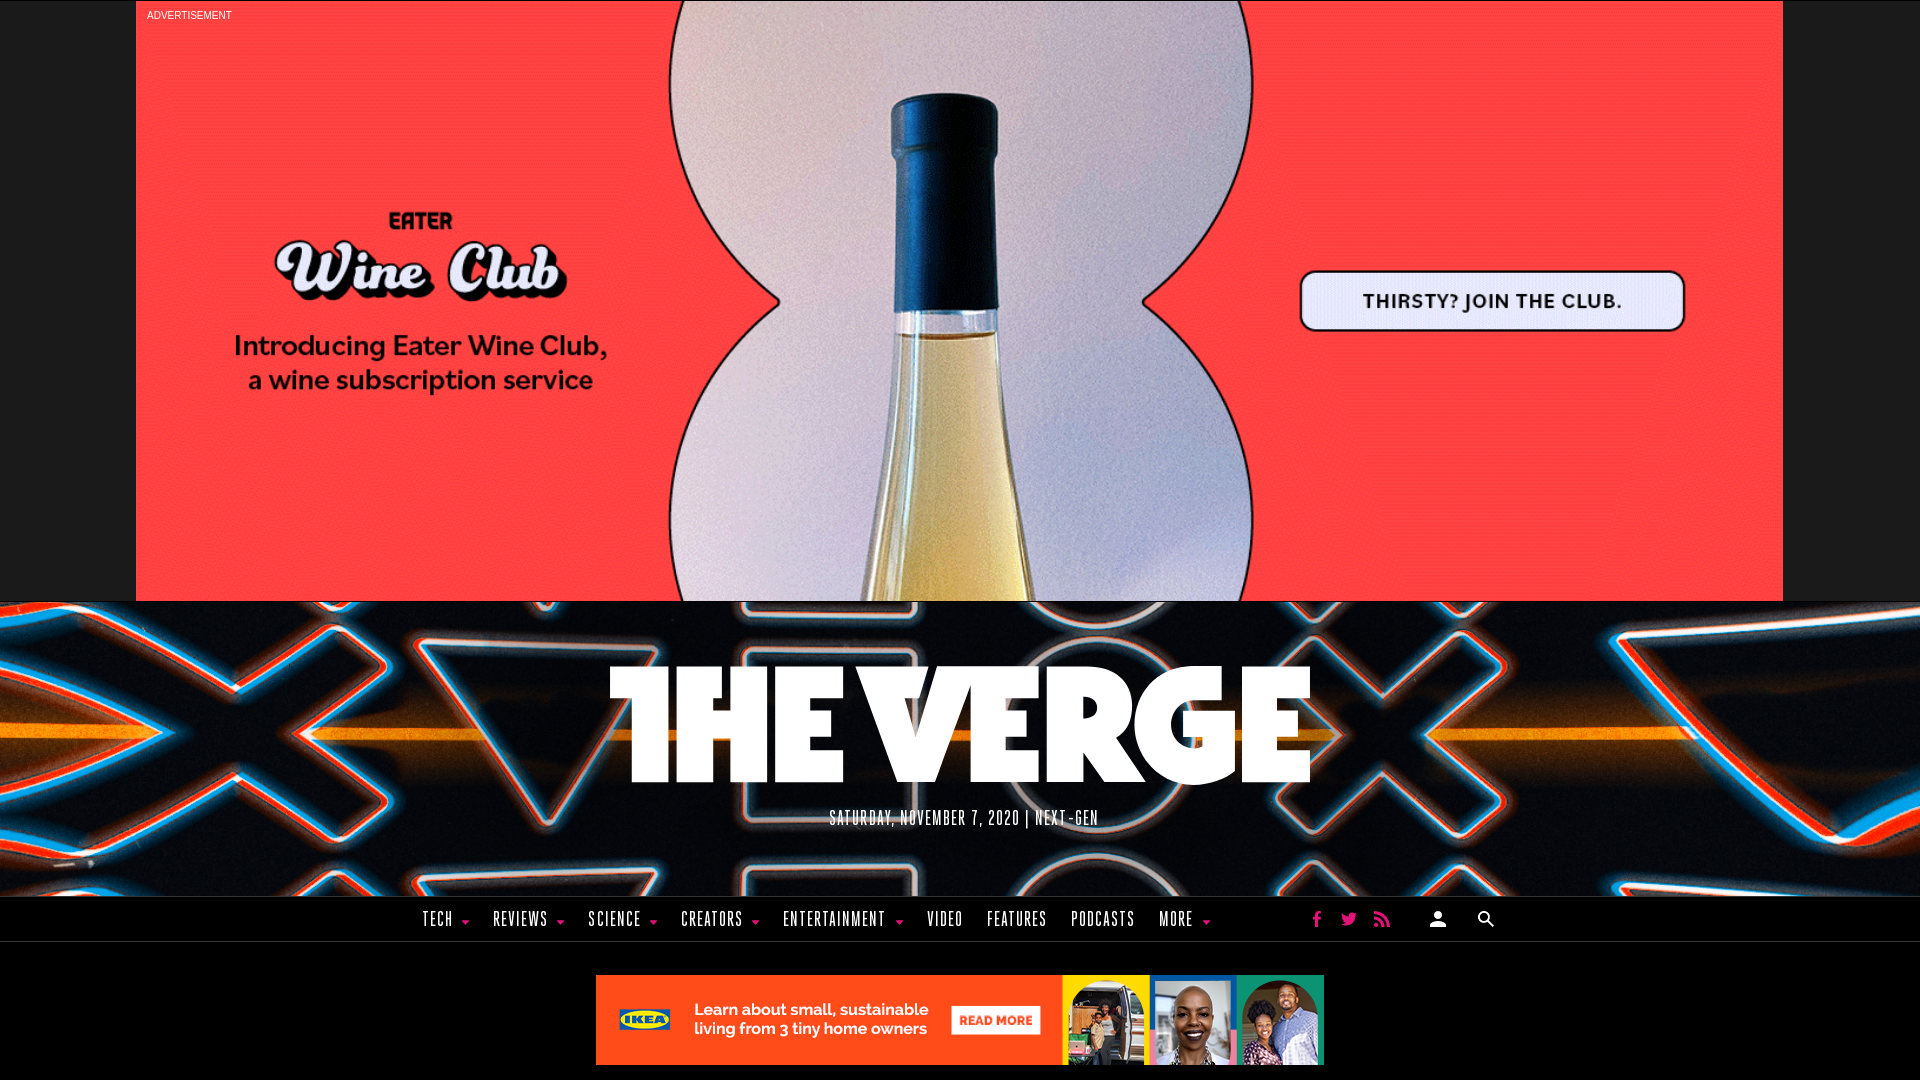 ADVERTISEMENT
EATER
Wine Club
Introducing Eater Wine Club,
a wine subscription service
THIRSTY? JOIN THE CLUB.
THE VERGE
SATURDAY, NOVEMBER 7, 2020 | NEXT-GEN
TECH REVIEWS SCIENCE CREATORS ENTERTAINMENT VIDEO FEATURES PODCASTS MORE
IKEA
Learn about small, sustainable
living from 3 tiny home owners
READ MORE